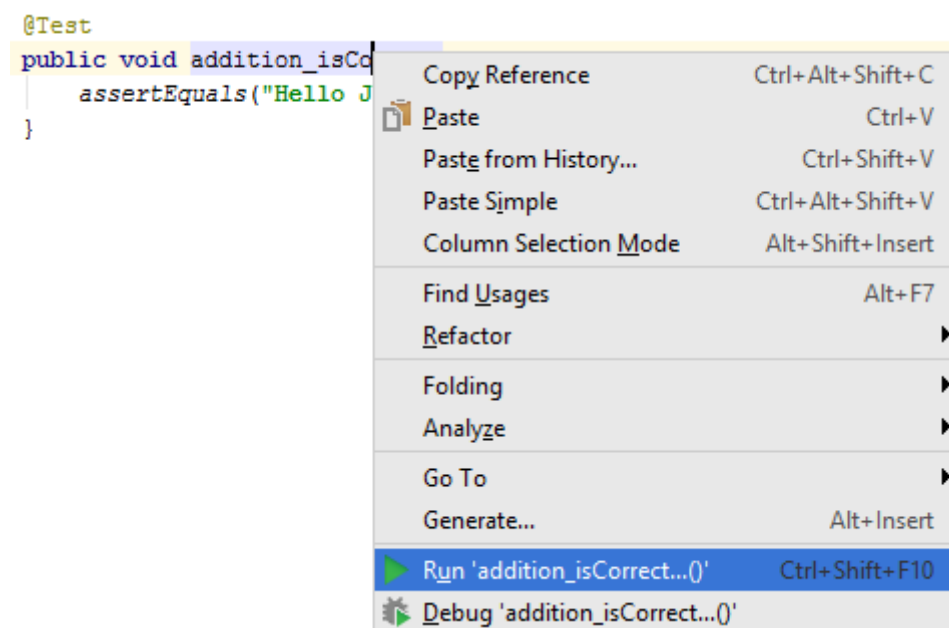 @Test
public void addition_isCo
assertEquals("Hello J
}
Copy Reference Ctrl+Alt+Shift+C
Paste Ctrl+V
Paste from History... Ctrl+Shift+V
Paste Simple Ctrl+Alt+Shift+V
Column Selection Mode Alt+Shift+Insert
Find Usages Alt+F7
Refactor
Folding
Analyze
Go To
Generate... Alt+Insert
Run 'addition_isCorrect...()' Ctrl+Shift+F10
Debug 'addition_isCorrect...()'